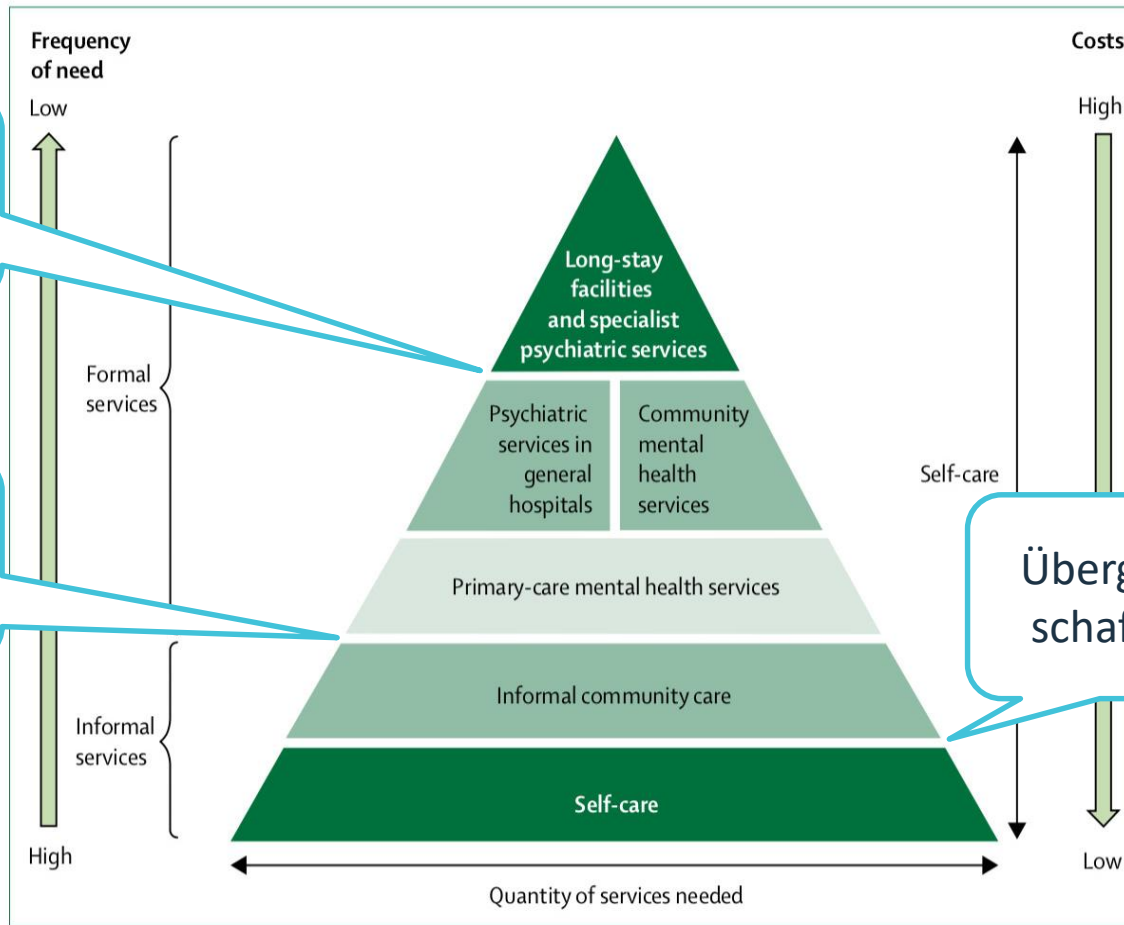 Frequency
of need
Low
Costs
High
Long-stay
facilities
and specialist
psychiatric services
Formal
services
Psychiatric
services in
general
hospitals
Community
mental
health
services
Self-care
Primary-care mental health services
Informal community care
Informal
services
Self-care
High
Low
Quantity of services needed